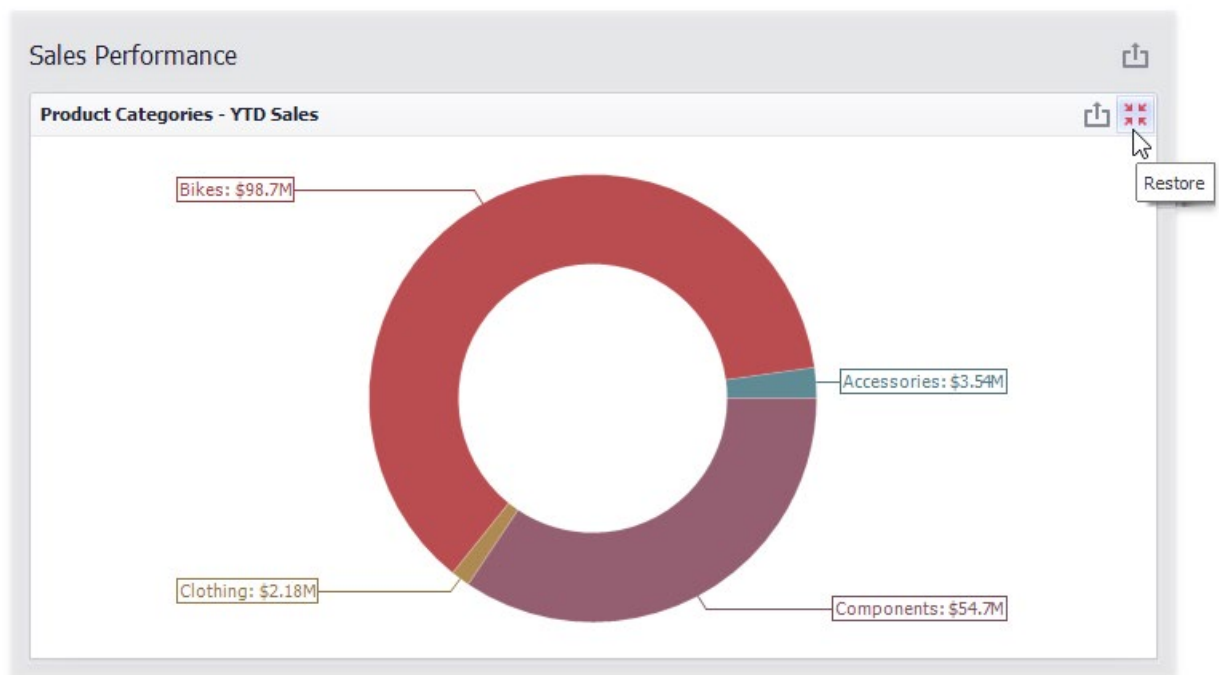 Sales Performance
Product Categories - YTD Sales
Restore
Bikes: $98.7M
Accessories: $3.54M
Clothing: $2.18M
Components: $54.7M